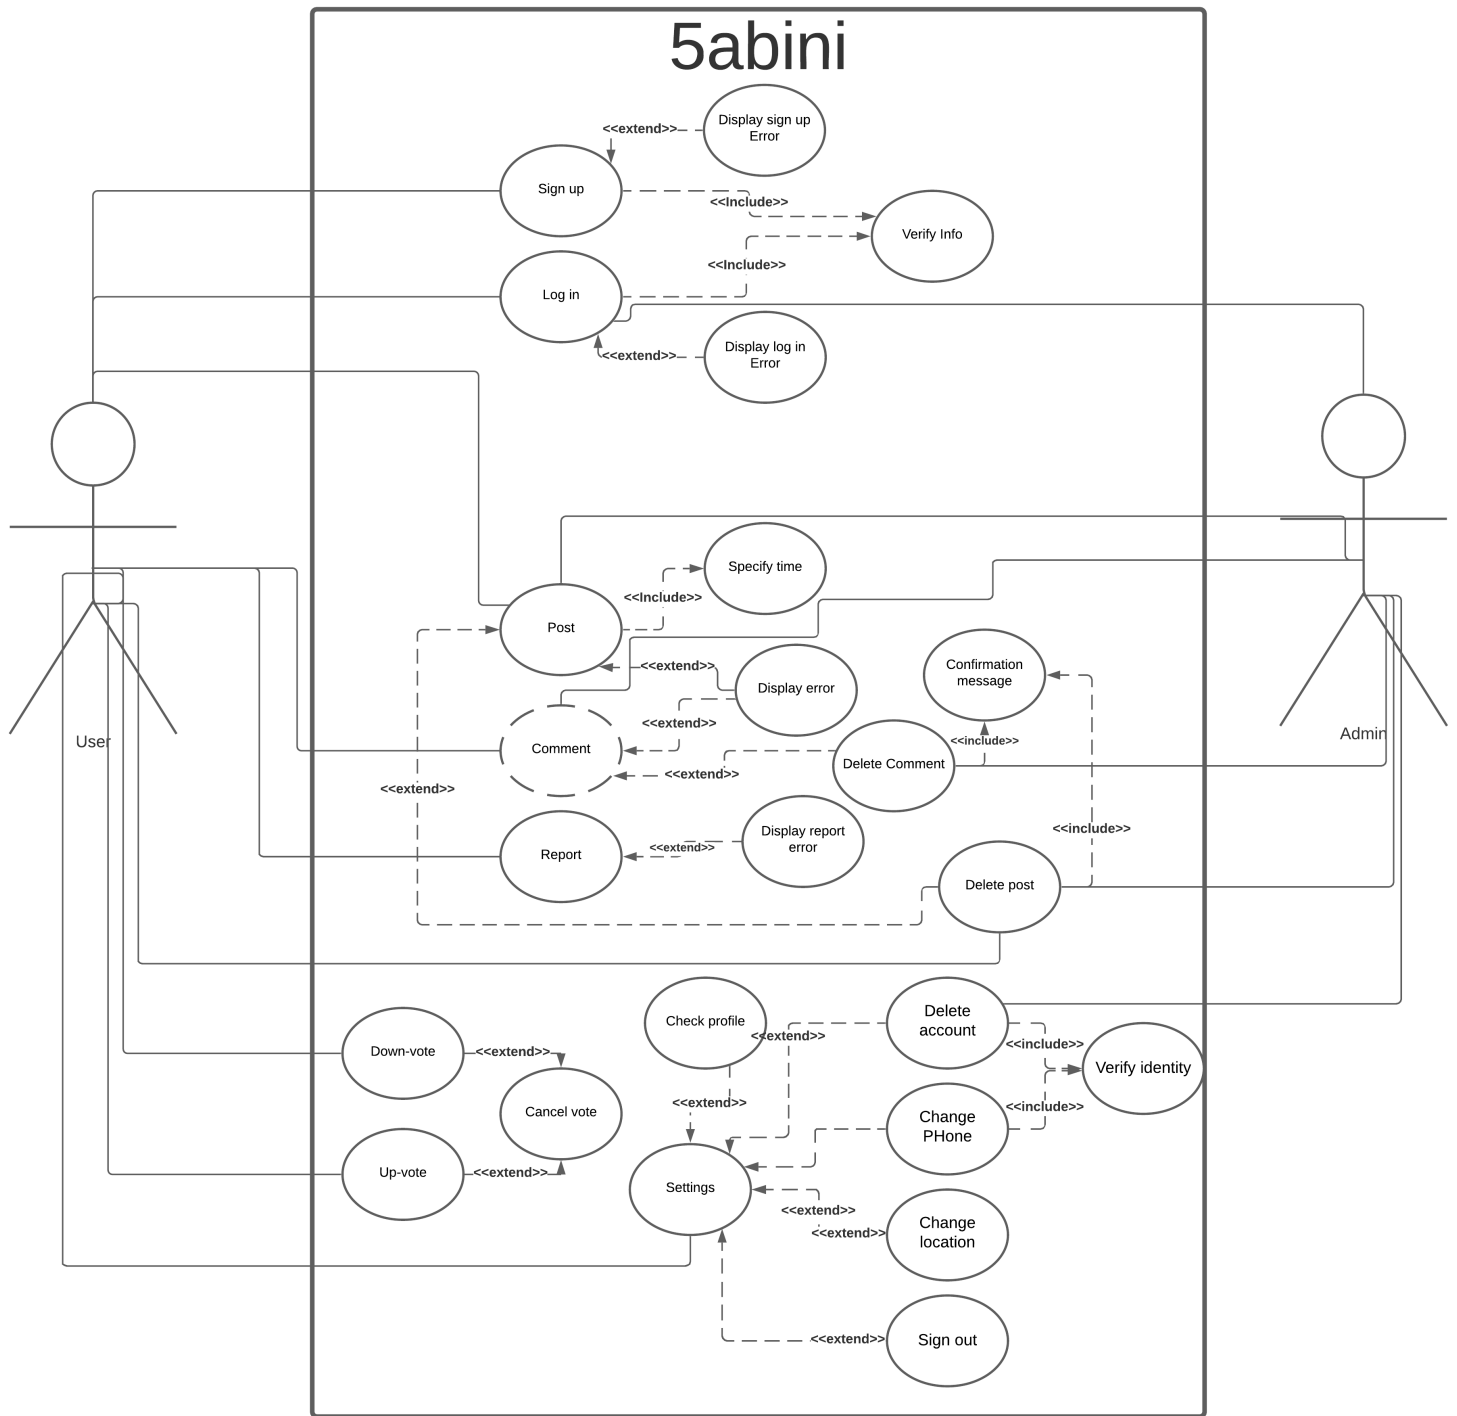 5abini
Display sign up
Error
<<extend>>
Sign up
<<Include>>
Verify Info
<<Include>>
Log in
Display log in
Error
<<extend>>
Specify time
<<Include>>
Post
<<extend>>
Display error
Confirmation
message
<<extend>>
Comment
<<include>>
Delete Comment
<<extend>>
<<extend>>
User
Admin
Display report
error
<<extend>>
Report
<<include>>
Delete post
Check profile
<<extend>>
Delete
account
<<include>>
Verify identity
Down-vote
<<extend>>
Cancel vote
<<extend>>
<<include>>
Change
PHone
Up-vote
<<extend>>
Settings
<<extend>>
<<extend>>
Change
location
<<extend>>
Sign out